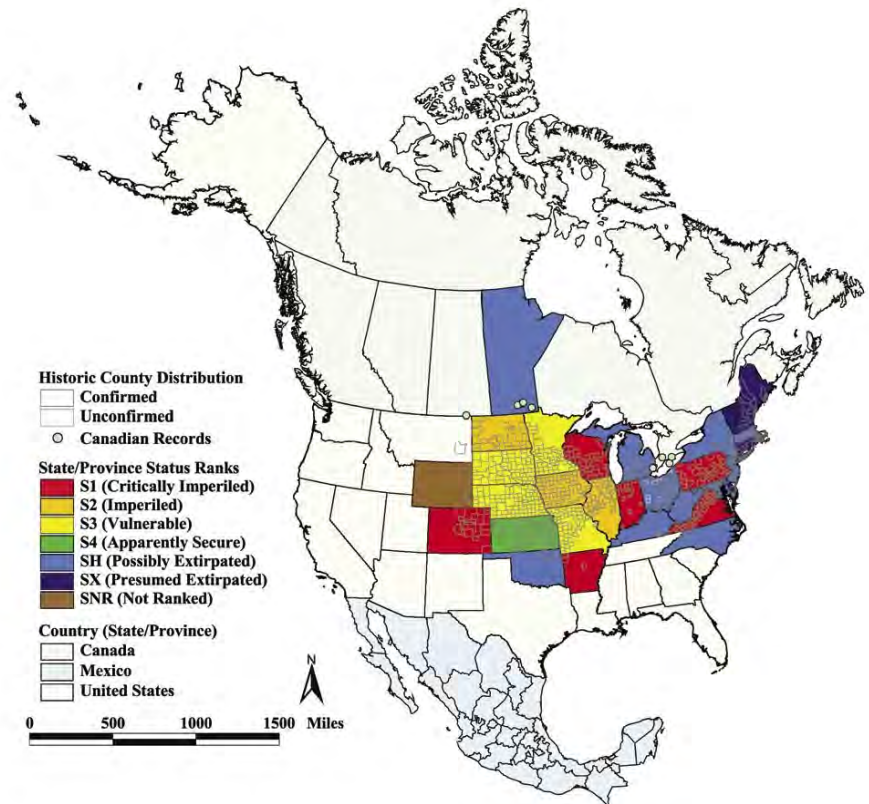 Historic County Distribution
Confirmed
Unconfirmed
Canadian Records
State/Province Status Ranks
S1 (Critically Imperiled)
S2 (Imperiled)
S3 (Vulnerable)
S4 (Apparently Secure)
SH (Possibly Extirpated)
SX (Presumed Extirpated)
SNR (Not Ranked)
Country (State/Province)
Canada
Mexico
United States
N
0 500 1000 1500 Miles